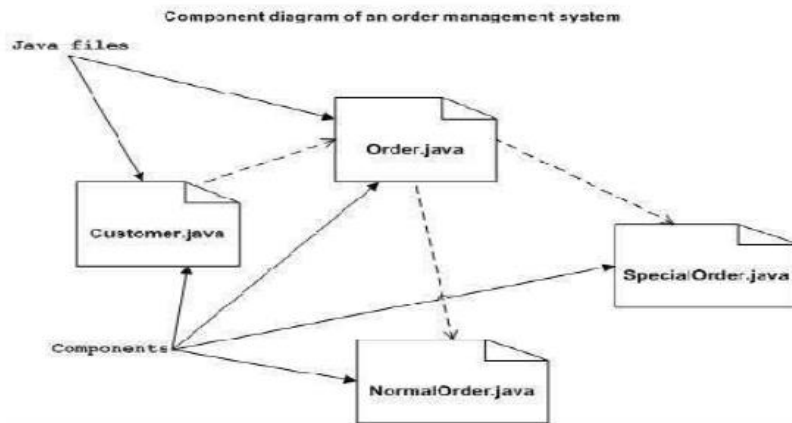 Component diagram of an order management system
Java files
Order.java
Customer.java
SpecialOrder.java
Components
NormalOrder.java